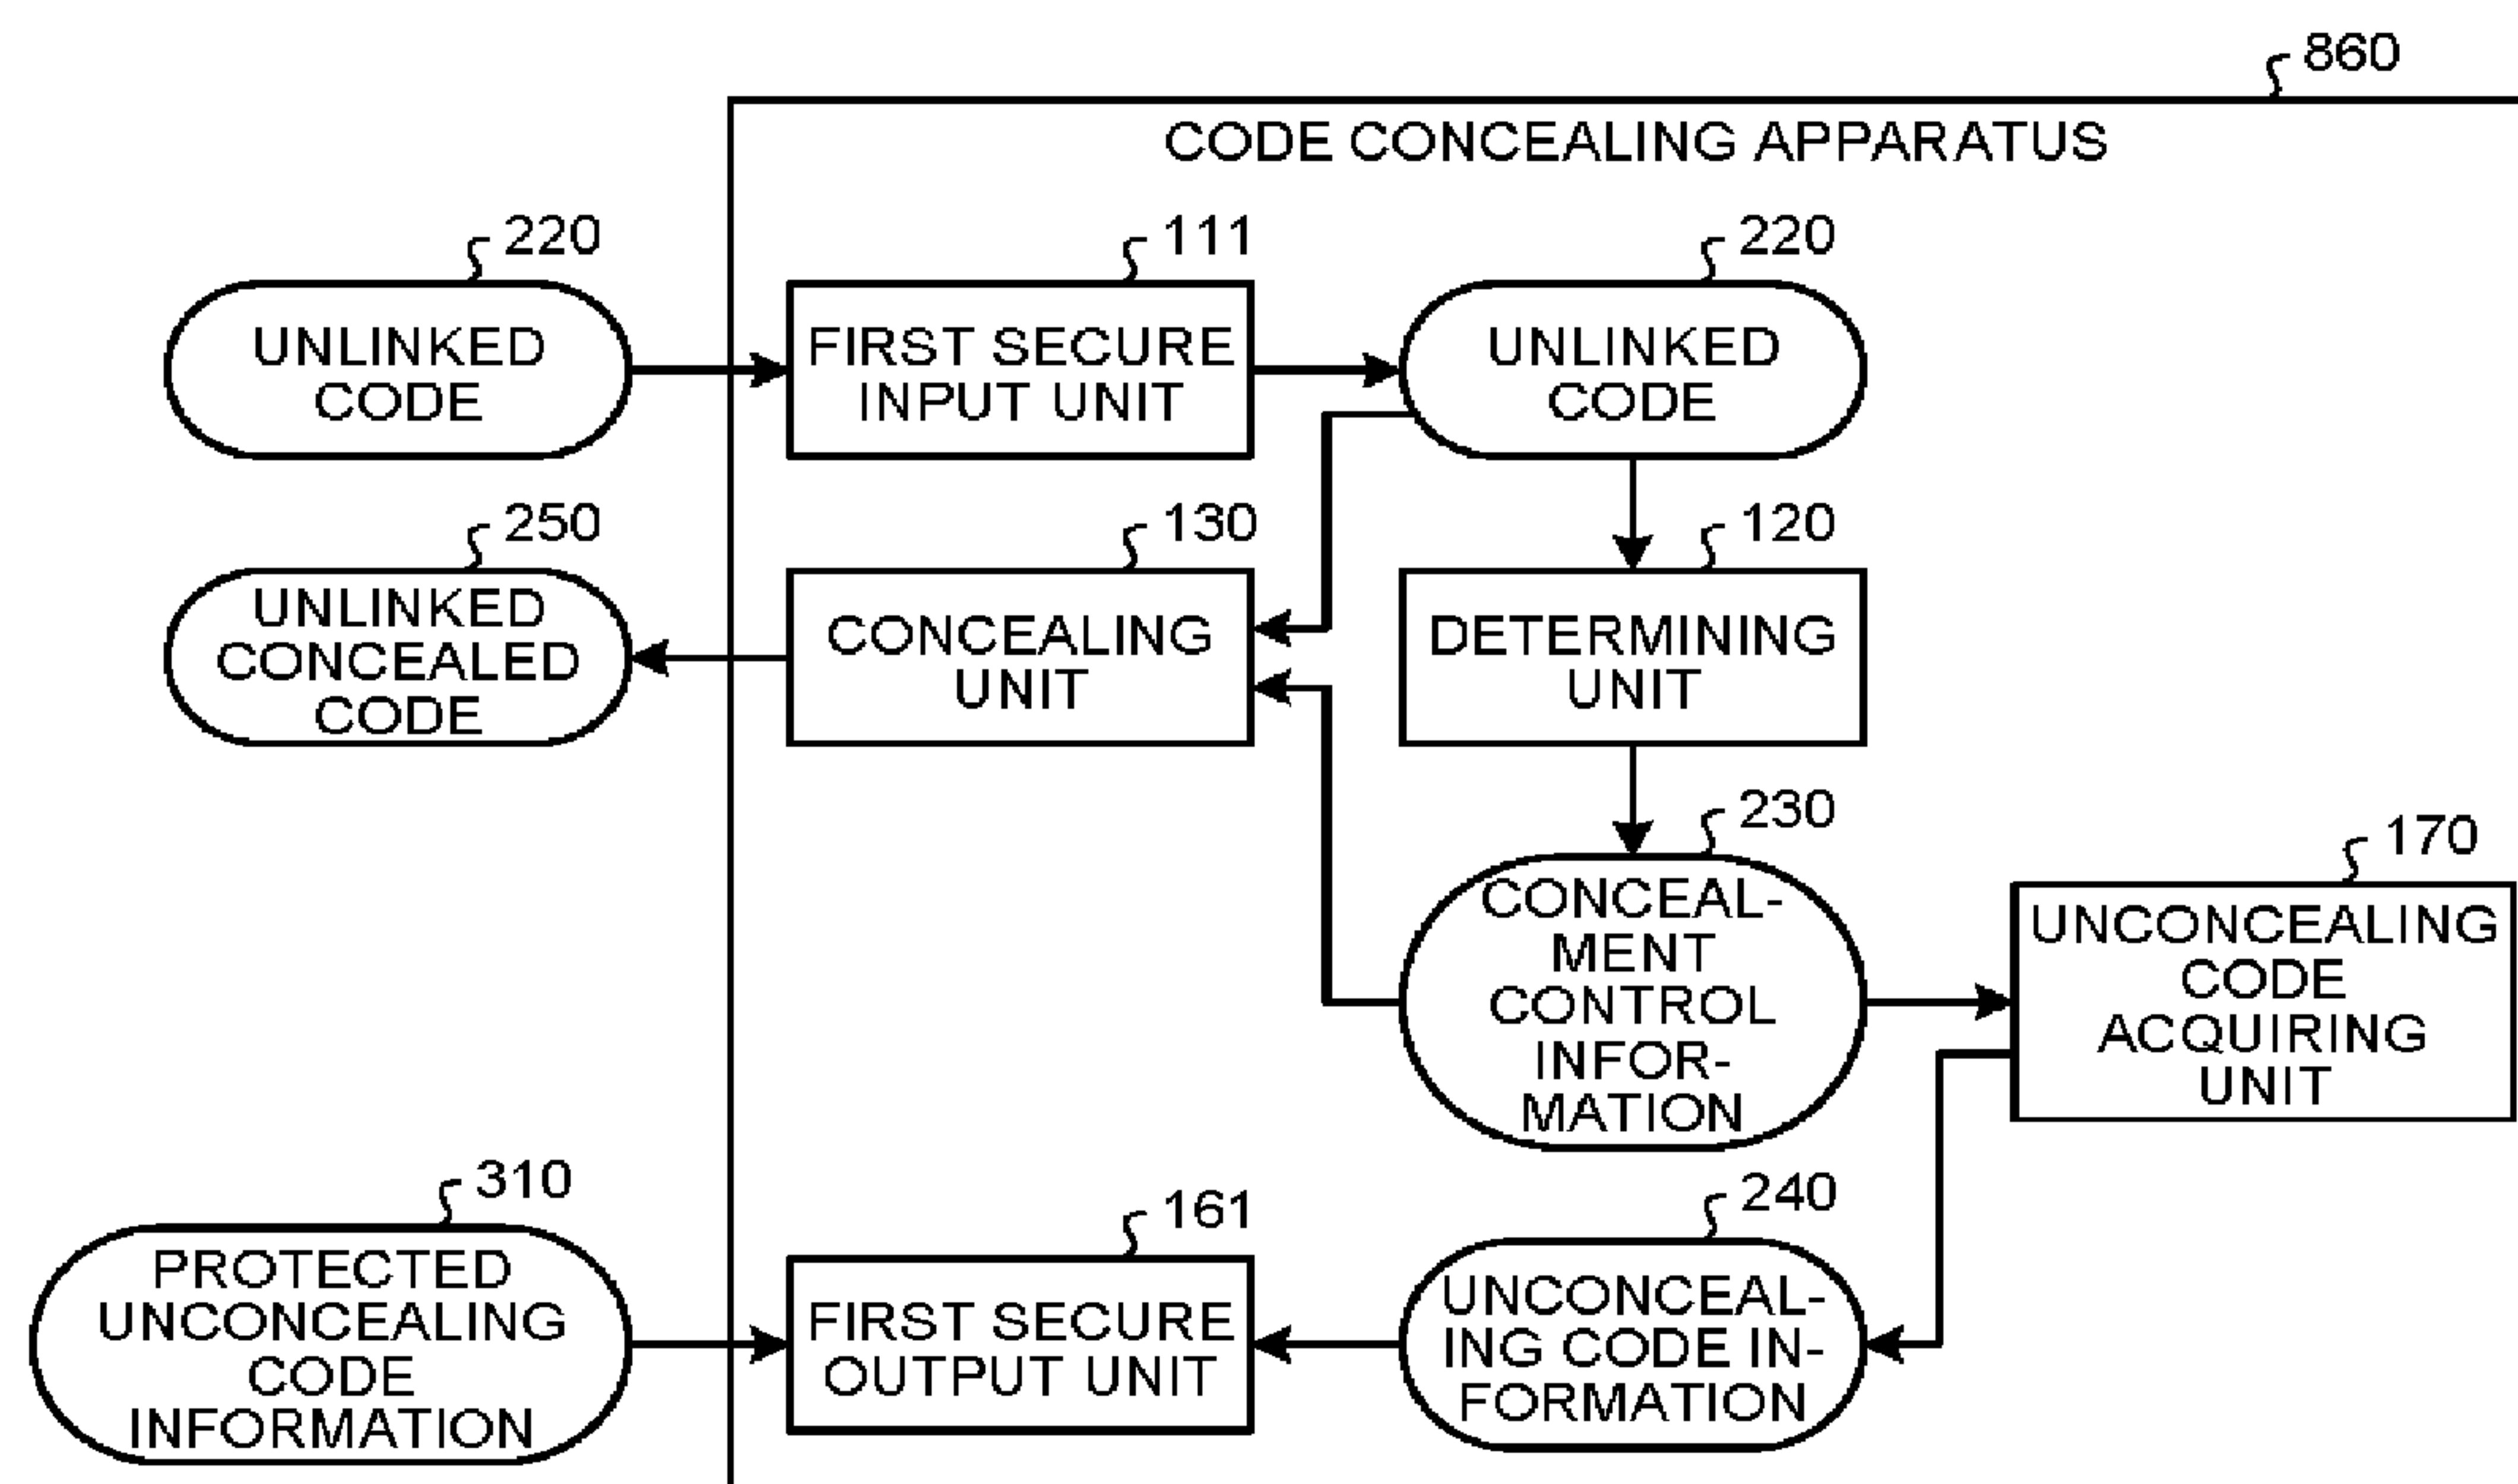 860
CODE CONCEALING APPARATUS
220
111
220
UNLINKED
CODE
FIRST SECURE
INPUT UNIT
UNLINKED
CODE
250
130
120
UNLINKED
CONCEALED
CODE
CONCEALING
UNIT
DETERMINING
UNIT
230
170
CONCEAL-
MENT
CONTROL
INFOR-
MATION
UNCONCEALING
CODE
ACQUIRING
UNIT
310
161
240
PROTECTED
UNCONCEALING
CODE
INFORMATION
FIRST SECURE
OUTPUT UNIT
UNCONCEAL-
ING CODE IN-
FORMATION